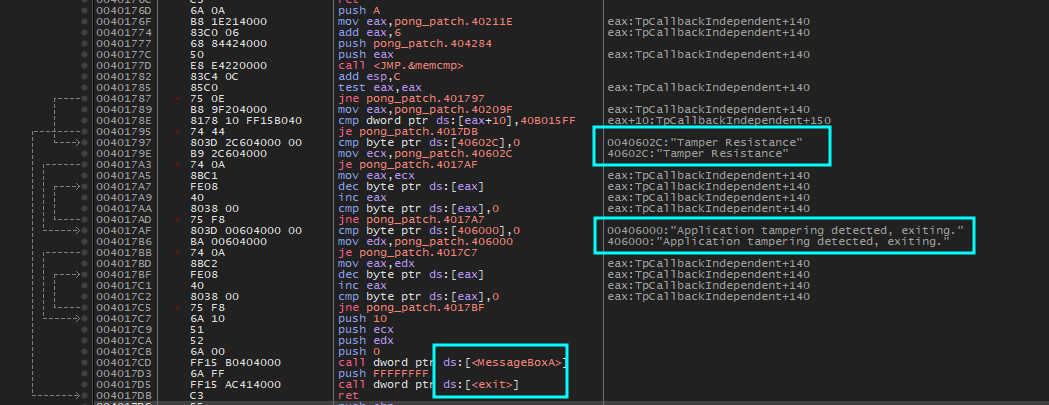 0040176D 6A 0A push A
0040176F B8 1E214000 mov eax,pong_patch.40211E eax:TpCallbackIndependent+140
00401774 83C0 06 add eax,6 eax:TpCallbackIndependent+140
00401777 68 84424000 push pong_patch.404284
0040177C 50 push eax eax:TpCallbackIndependent+140
0040177D E8 E4220000 call <JMP.&memcmp>
00401782 83C4 0C add esp,C
00401785 85C0 test eax,eax eax:TpCallbackIndependent+140
00401787 75 0E jne pong_patch.401797
00401789 B8 9F204000 mov eax,pong_patch.40209F eax:TpCallbackIndependent+140
0040178E 8178 10 FF15B040 cmp dword ptr ds:[eax+10],40B015FF eax+10:TpCallbackIndependent+150
00401795 74 44 je pong_patch.4017DB
00401797 803D 2C604000 00 cmp byte ptr ds:[40602C],0 0040602C:"Tamper Resistance"
0040179E B9 2C604000 mov ecx,pong_patch.40602C 40602C:"Tamper Resistance"
004017A3 74 0A je pong_patch.4017AF
004017A5 8BC1 mov eax,ecx eax:TpCallbackIndependent+140
004017A7 FE08 dec byte ptr ds:[eax] eax:TpCallbackIndependent+140
004017A9 40 inc eax eax:TpCallbackIndependent+140
004017AA 8038 00 cmp byte ptr ds:[eax],0 eax:TpCallbackIndependent+140
004017AD 75 F8 jne pong_patch.4017A7
004017AF 803D 00604000 00 cmp byte ptr ds:[406000],0 00406000:"Application tampering detected, exiting."
004017B6 BA 00604000 mov edx,pong_patch.406000 406000:"Application tampering detected, exiting."
004017BB 74 0A je pong_patch.4017C7
004017BD 8BC2 mov eax,edx eax:TpCallbackIndependent+140
004017BF FE08 dec byte ptr ds:[eax] eax:TpCallbackIndependent+140
004017C1 40 inc eax eax:TpCallbackIndependent+140
004017C2 8038 00 cmp byte ptr ds:[eax],0 eax:TpCallbackIndependent+140
004017C5 75 F8 jne pong_patch.4017BF
004017C7 6A 10 push 10
004017C9 51 push ecx
004017CA 52 push edx
004017CB 6A 00 push 0
004017CD FF15 B0404000 call dword ptr ds:[<MessageBoxA>]
004017D3 6A FF push FFFFFFFF
004017D5 FF15 AC414000 call dword ptr ds:[<exit>]
004017DB C3 ret